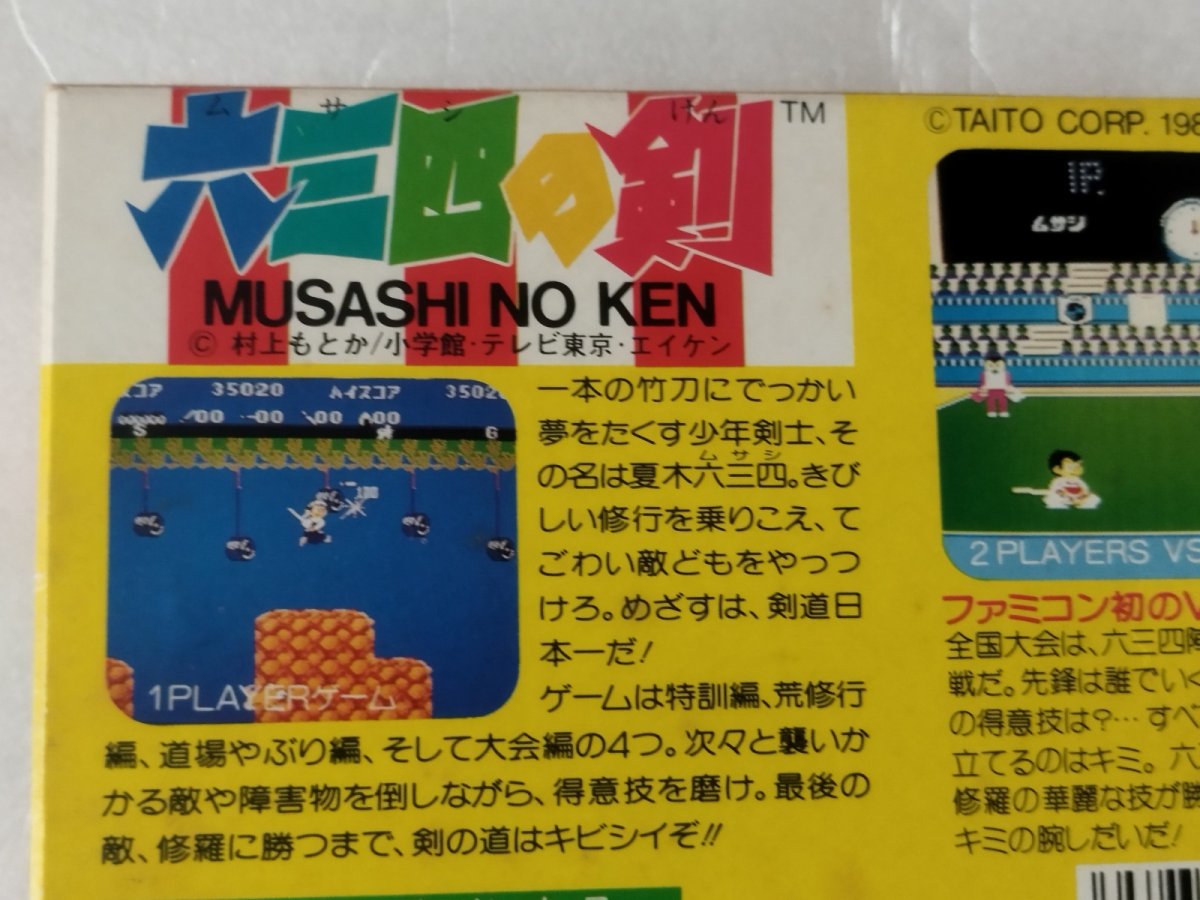 ムサシ けん
六三四の剣 TM
MUSASHI NO KEN
© 村上もとか/小学館・テレビ東京・エイケン
スコア 35020 ハイスコア 3502
S G
1PLAYERゲーム
一本の竹刀にでっかい
夢をたくす少年剣士、そ
ムサシ
の名は夏木六三四。きび
しい修行を乗りこえ、て
ごわい敵どもをやっつ
けろ。めざすは、剣道日
本一だ!
ゲームは特訓編、荒修行
編、道場やぶり編、そして大会編の4つ。次々と襲いか
かる敵や障害物を倒しながら、得意技を磨け。最後の
敵、修羅に勝つまで、剣の道はキビシイぞ!!
©TAITO CORP. 198
1P
ムサシ
2 PLAYERS VS
ファミコン初のV
全国大会は、六三四
戦だ。先鋒は誰でいく
の得意技は?…すべ
立てるのはキミ。六
修羅の華麗な技が勝
キミの腕しだいだ!